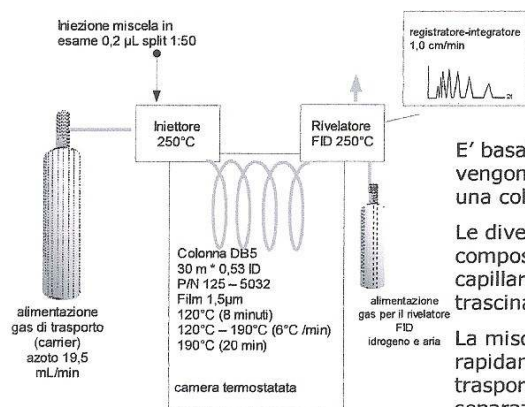 Iniezione miscela in
esame 0,2 µL split 1:50
registratore-integratore
1,0 cm/min
Iniettore
250°C
Rivelatore
FID 250°C
Colonna DB5
30 m * 0,53 ID
P/N 125 – 5032
Film 1,5µm
120°C (8 minuti)
120°C – 190°C (6°C /min)
190°C (20 min)
camera termostatata
alimentazione
gas di trasporto
(carrier)
azoto 19,5
mL/min
alimentazione
gas per il rivelatore
FID
idrogeno e aria
E' basa
vengon
una col
Le dive
compos
capillar
trascina
La misc
rapidan
traspor